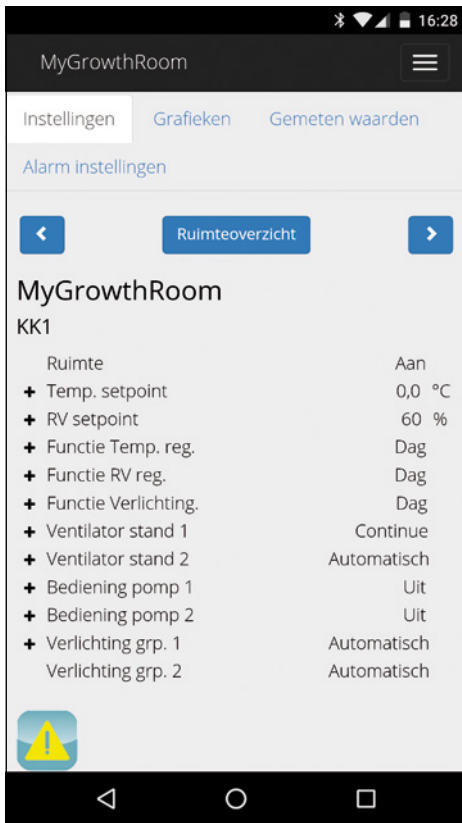 16:28
MyGrowthRoom
Instellingen Grafieken Gemeten waarden
Alarm instellingen
Ruimteoverzicht
MyGrowthRoom
KK1
Ruimte Aan
+ Temp. setpoint 0,0 °C
+ RV setpoint 60 %
+ Functie Temp. reg. Dag
+ Functie RV reg. Dag
+ Functie Verlichting. Dag
+ Ventilator stand 1 Continue
+ Ventilator stand 2 Automatisch
+ Bediening pomp 1 Uit
+ Bediening pomp 2 Uit
+ Verlichting grp. 1 Automatisch
Verlichting grp. 2 Automatisch